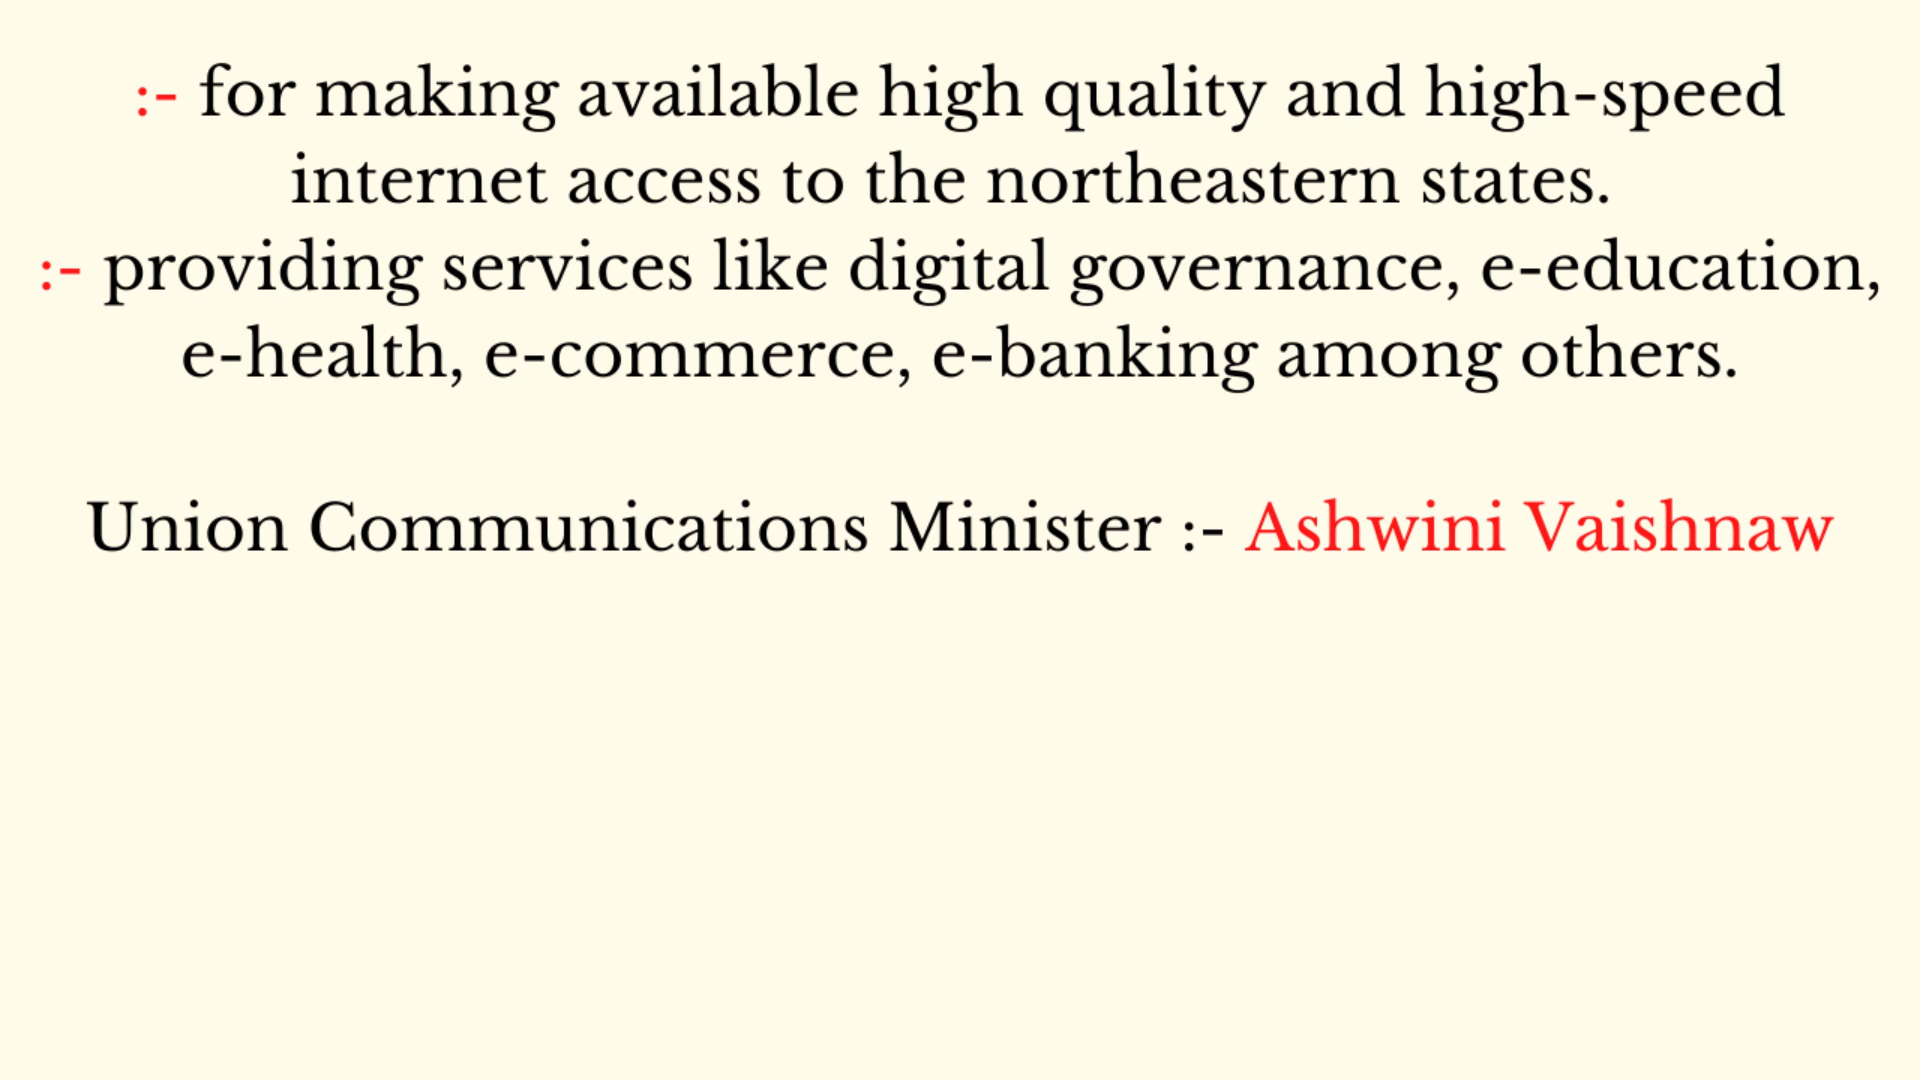 :- for making available high quality and high-speed
internet access to the northeastern states.
:- providing services like digital governance, e-education,
e-health, e-commerce, e-banking among others.
Union Communications Minister :- Ashwini Vaishnaw